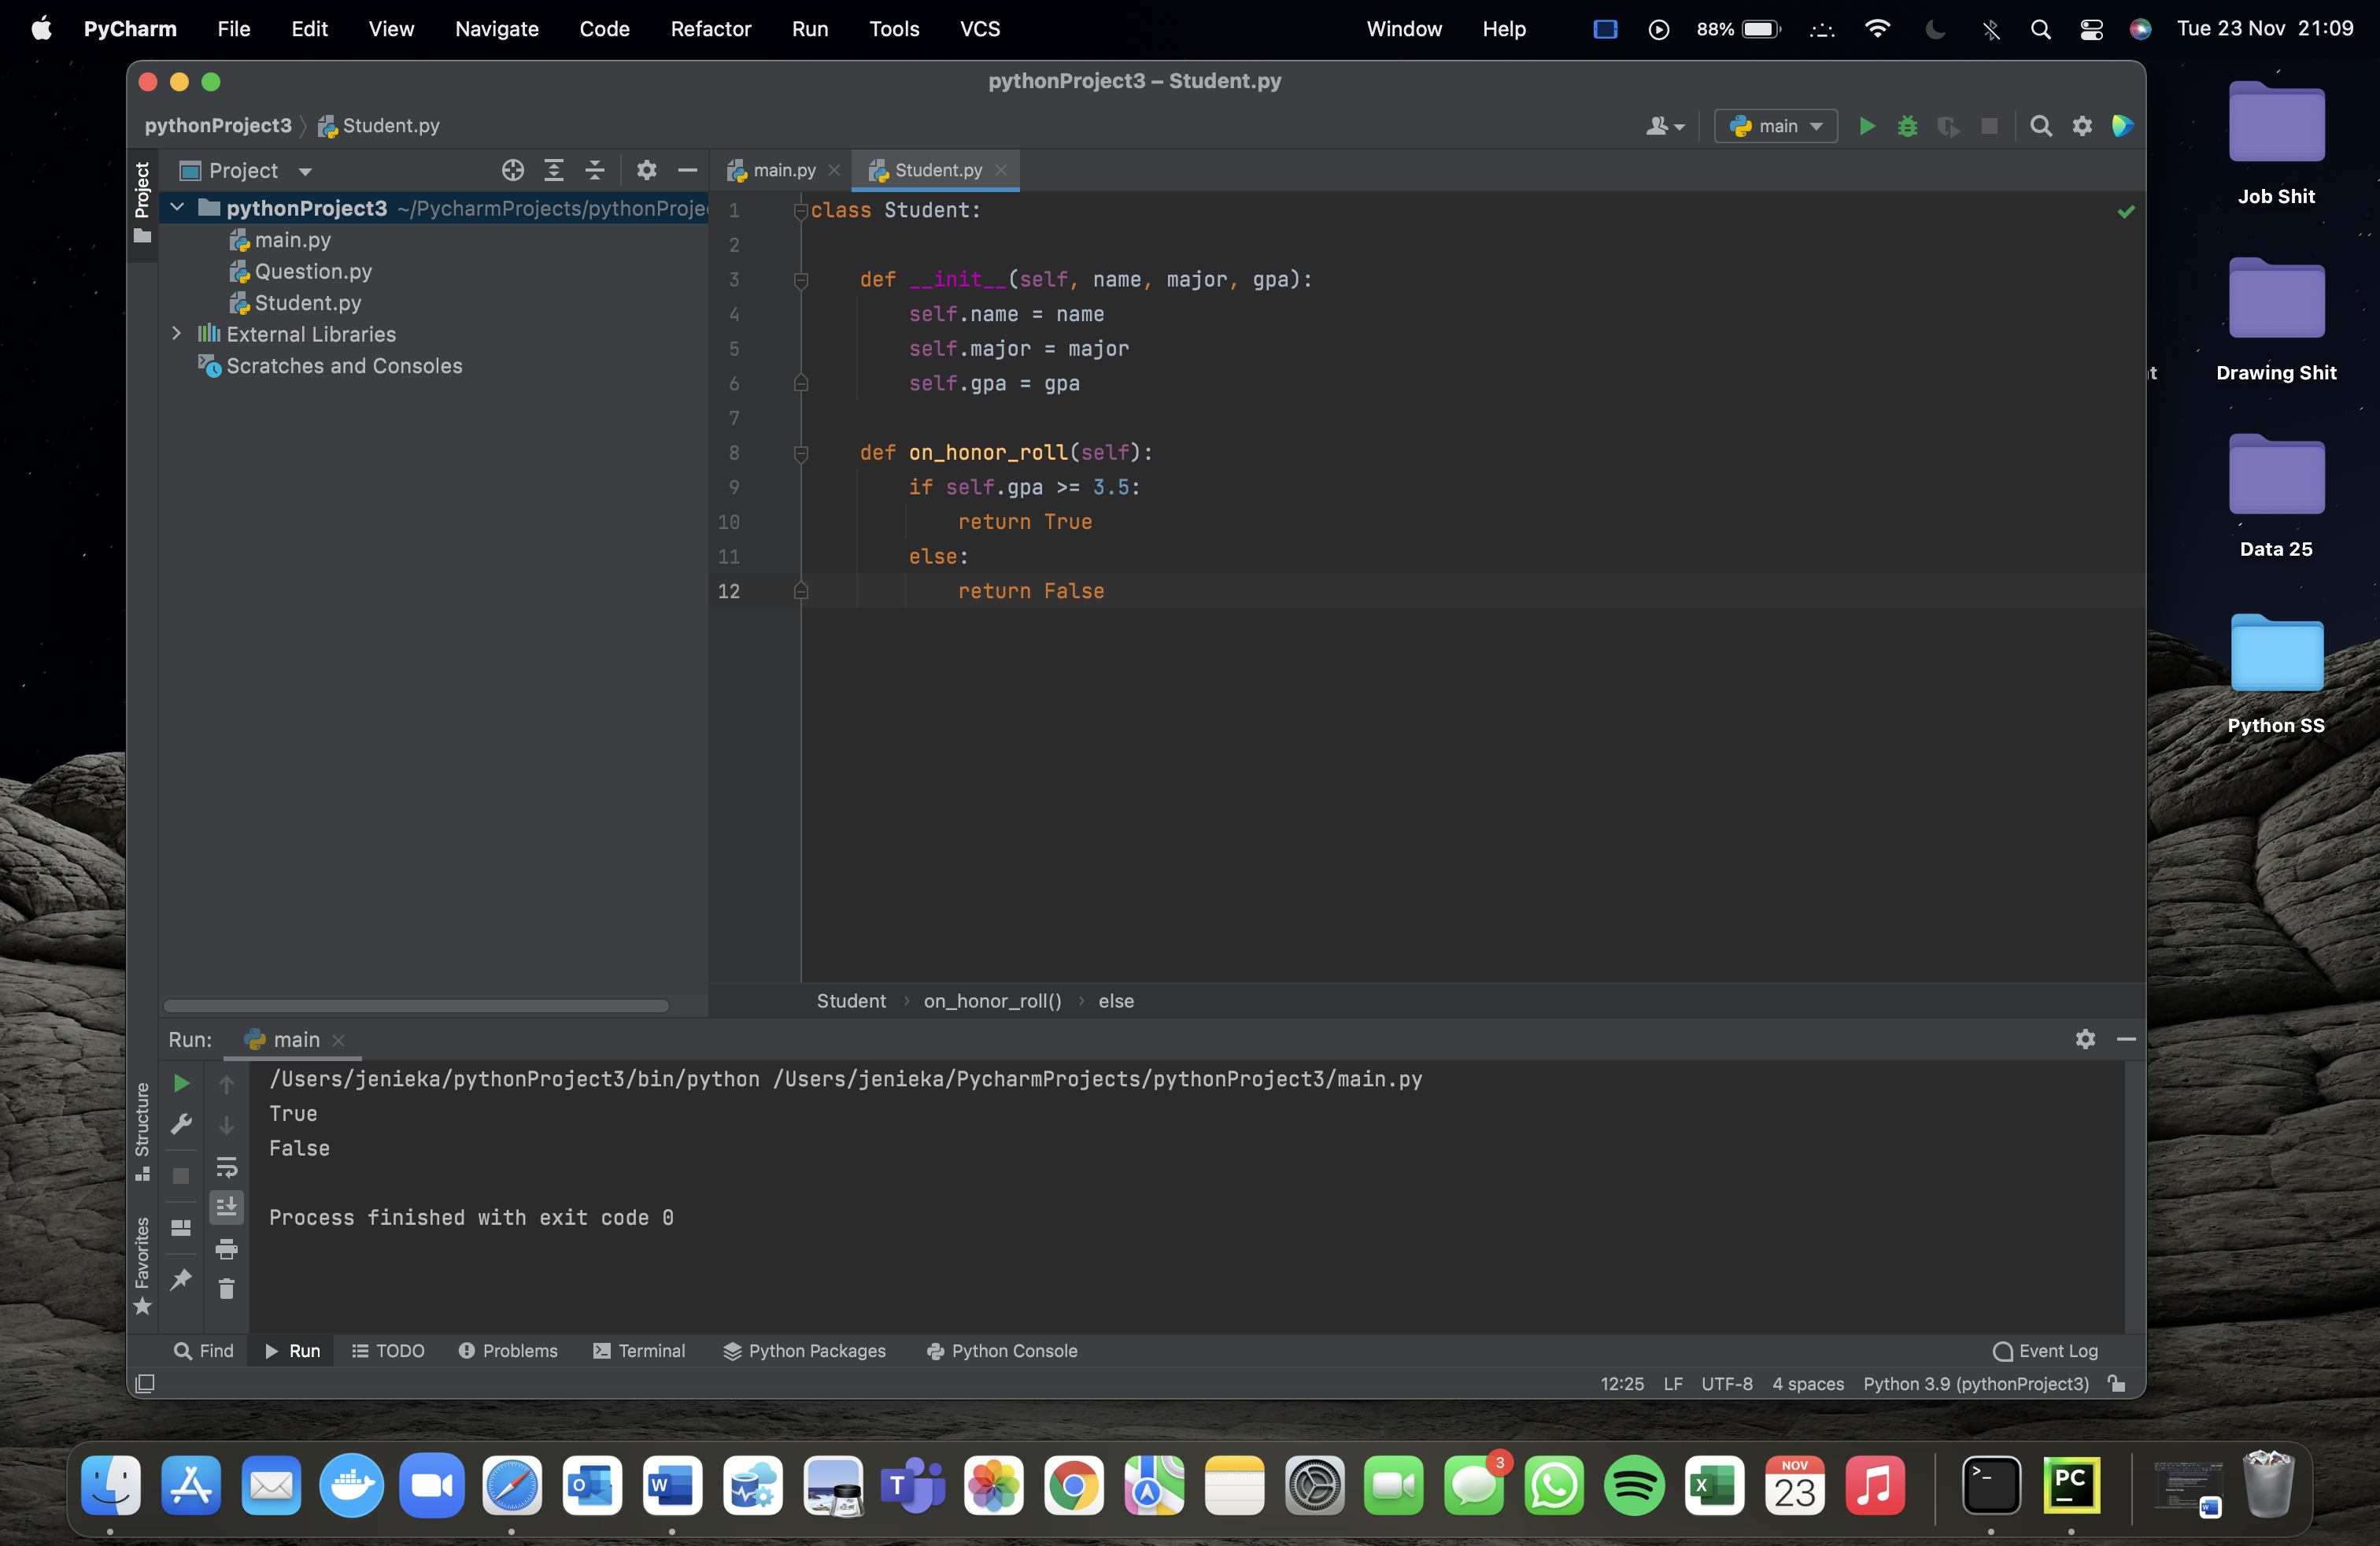 PyCharm File Edit View Navigate Code Refactor Run Tools VCS Window Help 88% Tue 23 Nov 21:09
pythonProject3 – Student.py
pythonProject3 Student.py main
Project
Project main.py Student.py
pythonProject3 ~/PycharmProjects/pythonProje
main.py
Question.py
Student.py
External Libraries
Scratches and Consoles
1 class Student:
2
3 def __init__(self, name, major, gpa):
4 self.name = name
5 self.major = major
6 self.gpa = gpa
7
8 def on_honor_roll(self):
9 if self.gpa >= 3.5:
10 return True
11 else:
12 return False
Student on_honor_roll() else
Job Shit
t
Drawing Shit
Data 25
Python SS
Run: main
/Users/jenieka/pythonProject3/bin/python /Users/jenieka/PycharmProjects/pythonProject3/main.py
True
False
Process finished with exit code 0
Structure
Favorites
Find Run TODO Problems Terminal Python Packages Python Console Event Log
12:25 LF UTF-8 4 spaces Python 3.9 (pythonProject3)
O
W
T
3
X
NOV
23
>_
PC
W